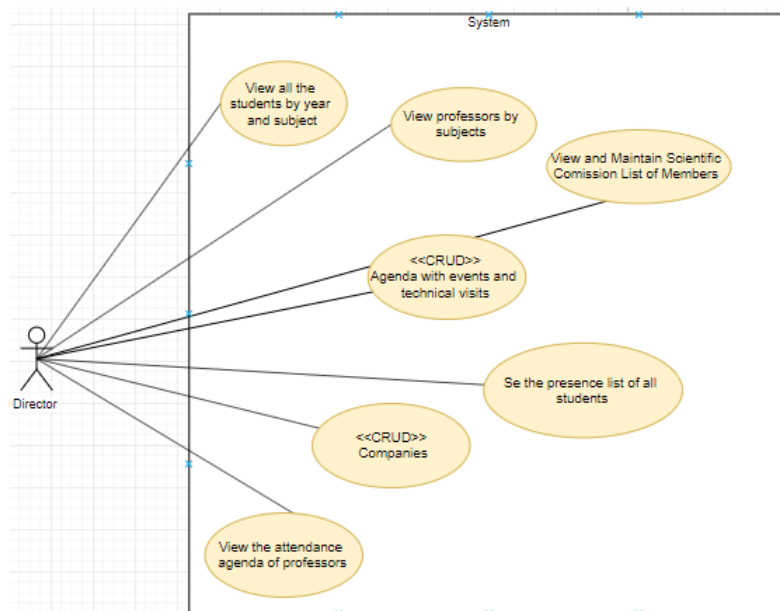 System
View all the
students by year
and subject
View professors by
subjects
View and Maintain Scientific
Comission List of Members
<<CRUD>>
Agenda with events and
technical visits
Director
Se the presence list of all
students
<<CRUD>>
Companies
View the attendance
agenda of professors